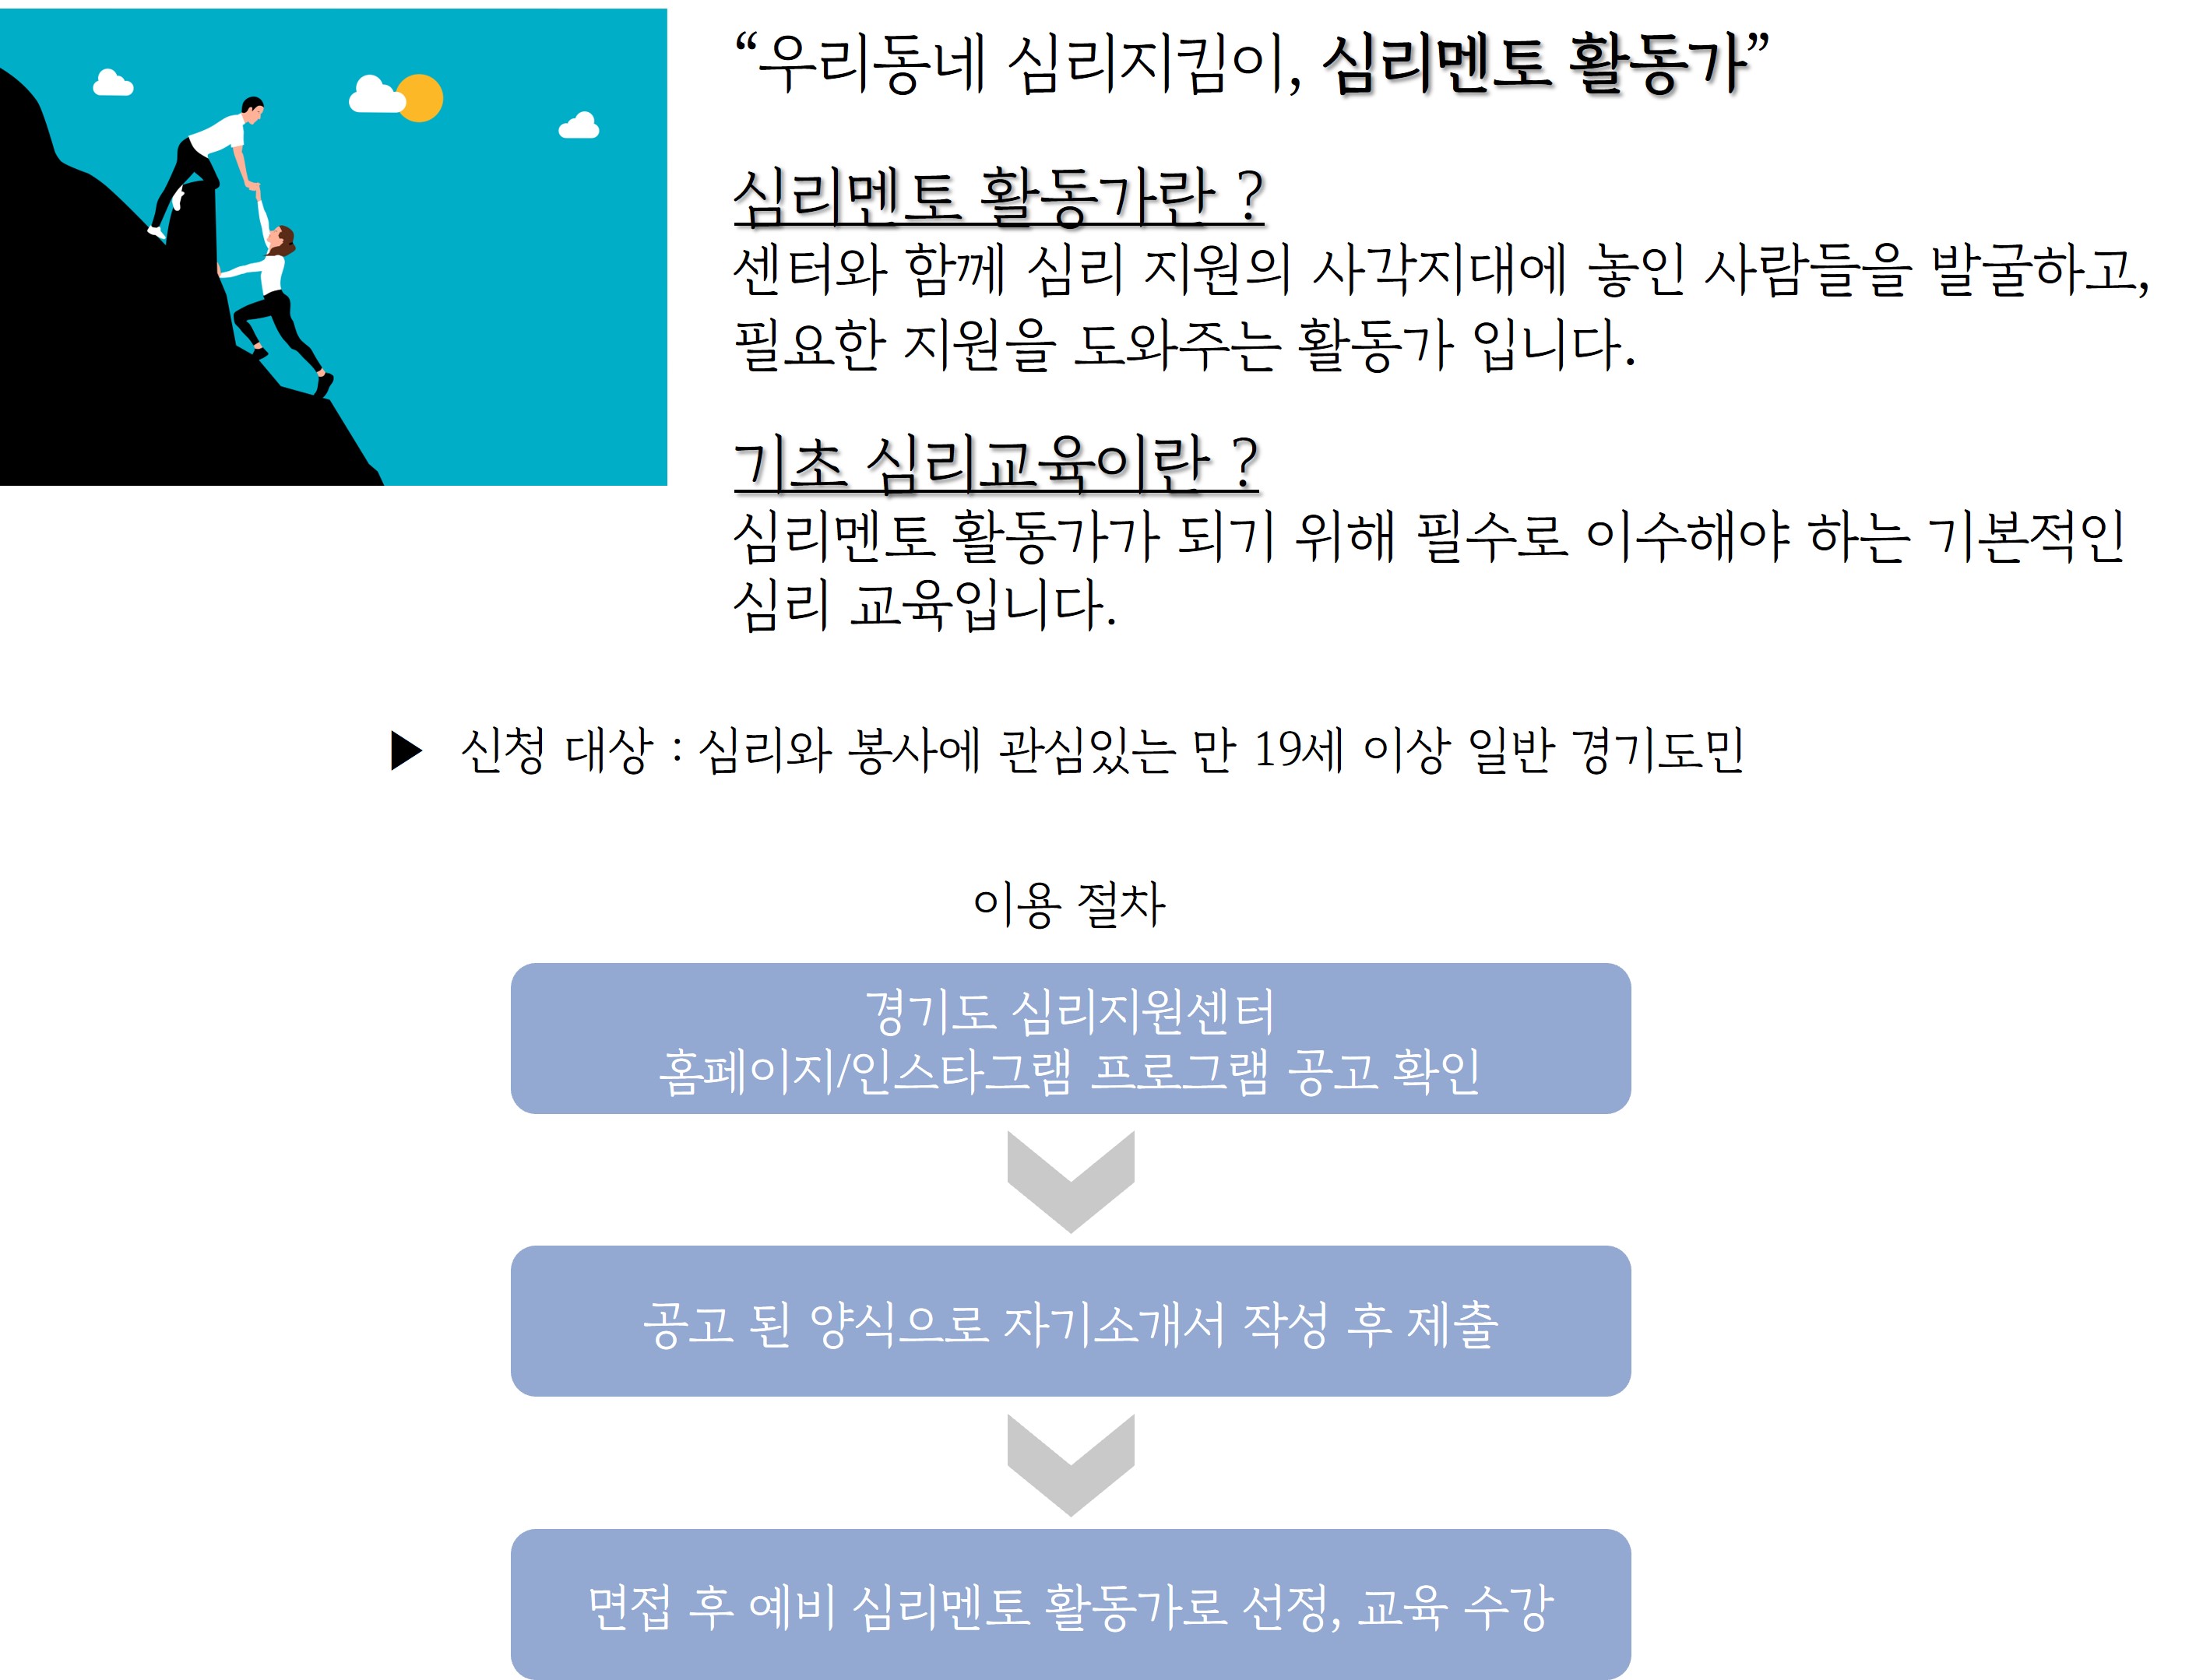 “우리동네 심리지킴이, 심리멘토 활동가”
심리멘토 활동가란 ?
센터와 함께 심리 지원의 사각지대에 놓인 사람들을 발굴하고,
필요한 지원을 도와주는 활동가 입니다.
기초 심리교육이란 ?
심리멘토 활동가가 되기 위해 필수로 이수해야 하는 기본적인
심리 교육입니다.
▶ 신청 대상 : 심리와 봉사에 관심있는 만 19세 이상 일반 경기도민
이용 절차
경기도 심리지원센터
홈페이지/인스타그램 프로그램 공고 확인
공고 된 양식으로 자기소개서 작성 후 제출
면접 후 예비 심리멘토 활동가로 선정, 교육 수강